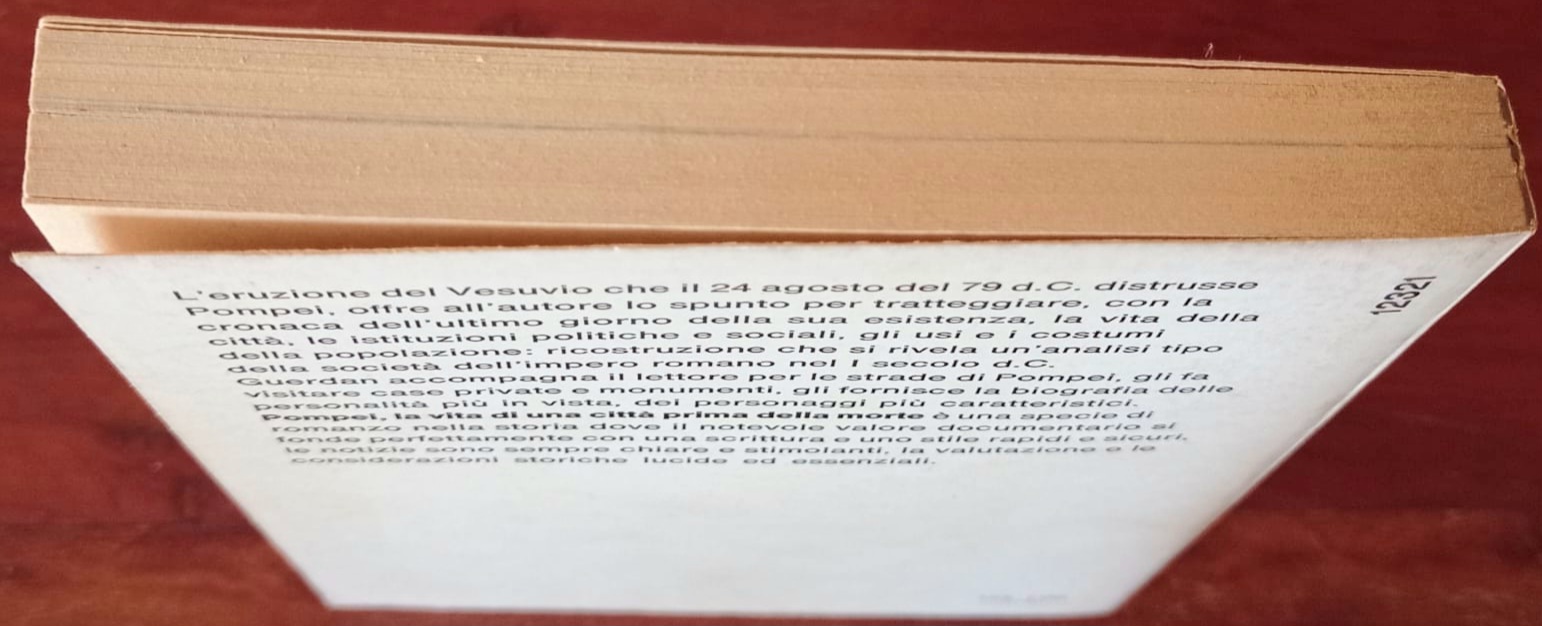 L'eruzione del Vesuvio che il 24 agosto del 79 d.C. distrusse
Pompei, offre all'autore lo spunto per tratteggiare, con la
cronaca dell'ultimo giorno della sua esistenza, la vita della
città, le istituzioni politiche e sociali, gli usi e i costumi
della popolazione: ricostruzione che si rivela un'analisi tipo
della società dell'impero romano nel I secolo d.C.
Guerdan accompagna il lettore per le strade di Pompei, gli fa
visitare case private e monumenti, gli fornisce la biografia delle
personalità più in vista, dei personaggi più caratteristici.
Pompei, la vita di una città prima della morte è una specie di
romanzo nella storia dove il notevole valore documentario si
fonde perfettamente con una scrittura e uno stile rapidi e sicuri.
le notizie sono sempre chiare e stimolanti, la valutazione e le
considerazioni storiche lucide ed essenziali.
12321